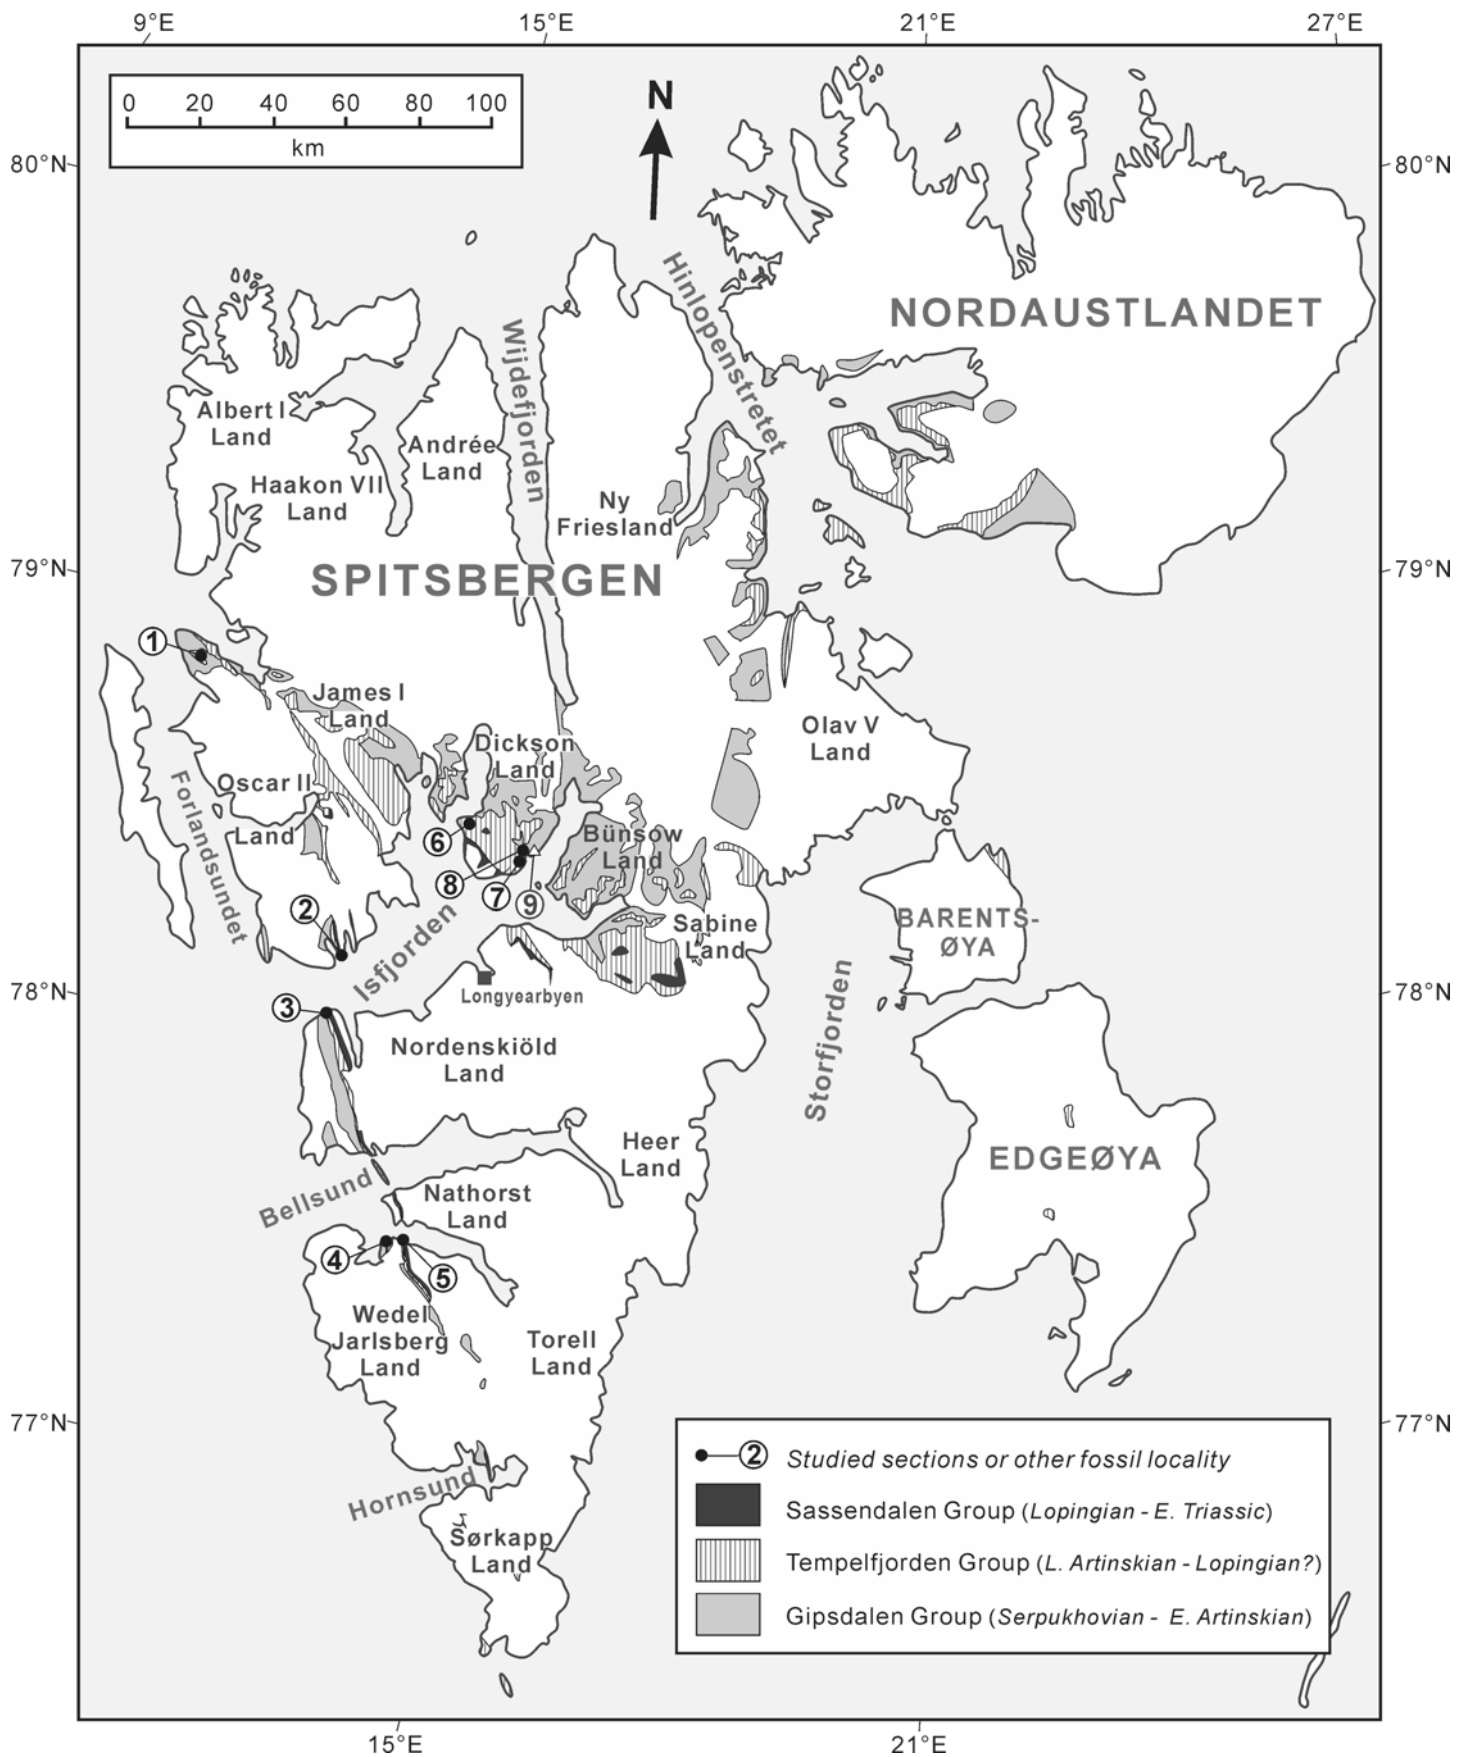 9°E
15°E
21°E
27°E
0 20 40 60 80 100
km
N
80°N
80°N
Hinlopenstretet
NORDAUSTLANDET
Wijdefjorden
Albert I
Land
Andrée
Land
Haakon VII
Land
Ny
Friesland
79°N
SPITSBERGEN
79°N
1
James I
Land
Dickson
Land
Olav V
Land
Forlandsundet
Oscar II
Land
6
Bünsow
Land
8
7
9
2
Isfjorden
Sabine
Land
BARENTS-
ØYA
78°N
Longyearbyen
78°N
3
Storfjorden
Nordenskiöld
Land
Heer
Land
EDGEØYA
Bellsund
Nathorst
Land
4
5
Wedel
Jarlsberg
Land
Torell
Land
77°N
77°N
Hornsund
Sørkapp
Land
2 Studied sections or other fossil locality
Sassendalen Group (Lopingian - E. Triassic)
Tempelfjorden Group (L. Artinskian - Lopingian?)
Gipsdalen Group (Serpukhovian - E. Artinskian)
15°E
21°E